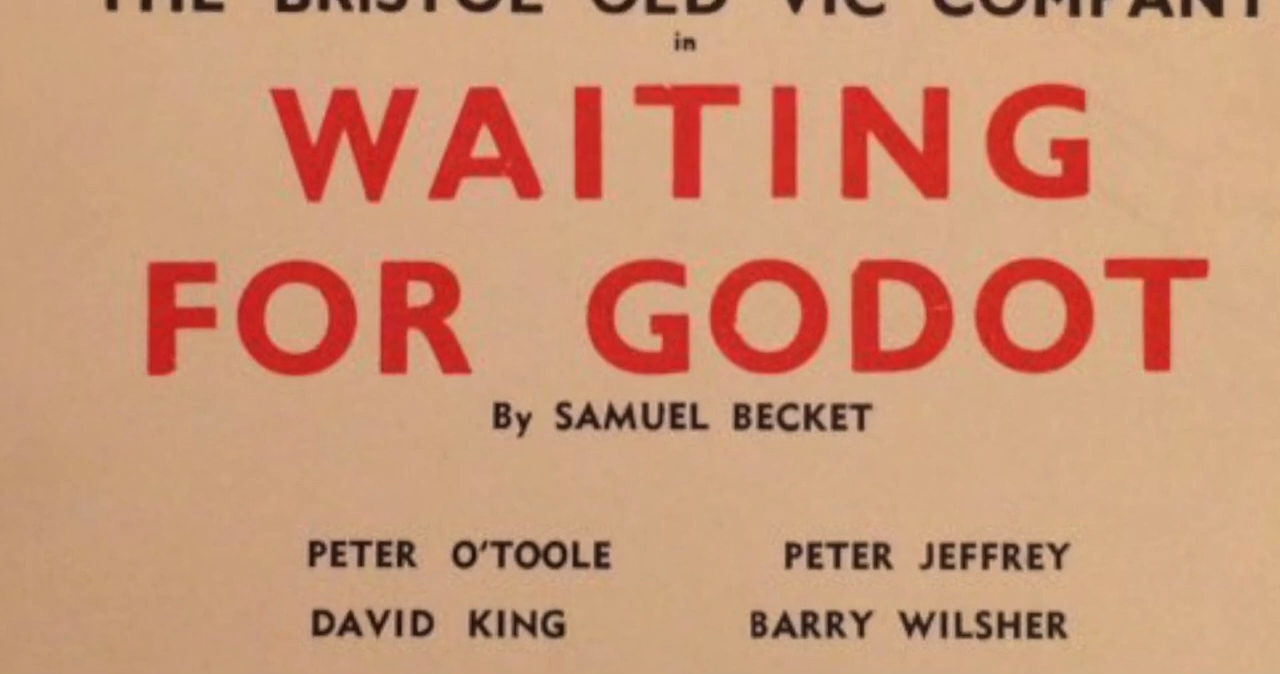 THE BRISTOL OLD VIC COMPANY
in
WAITING
FOR GODOT
By SAMUEL BECKET
PETER O'TOOLE PETER JEFFREY
DAVID KING BARRY WILSHER